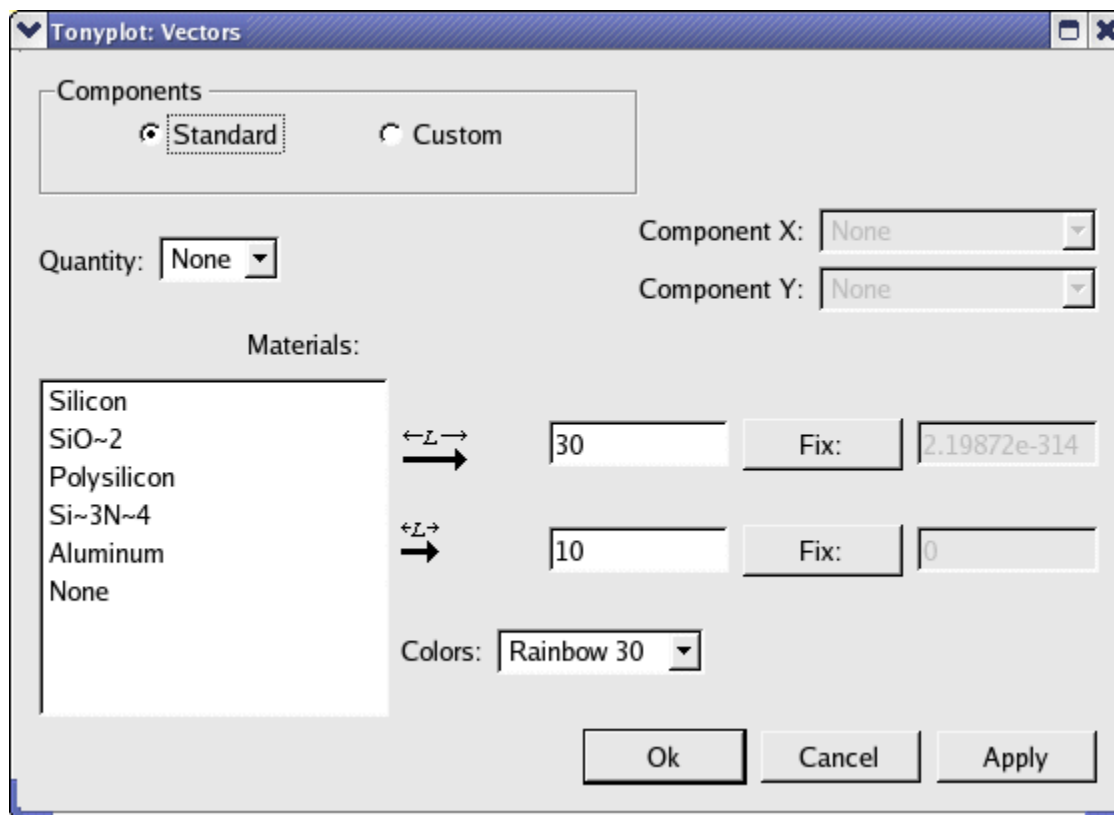 Tonyplot: Vectors
Components
Standard Custom
Component X: None
Quantity: None
Component Y: None
Materials:
Silicon
SiO~2
Polysilicon
Si~3N~4
Aluminum
None
L 30 Fix: 2.19872e-314
L 10 Fix: 0
Colors: Rainbow 30
Ok Cancel Apply